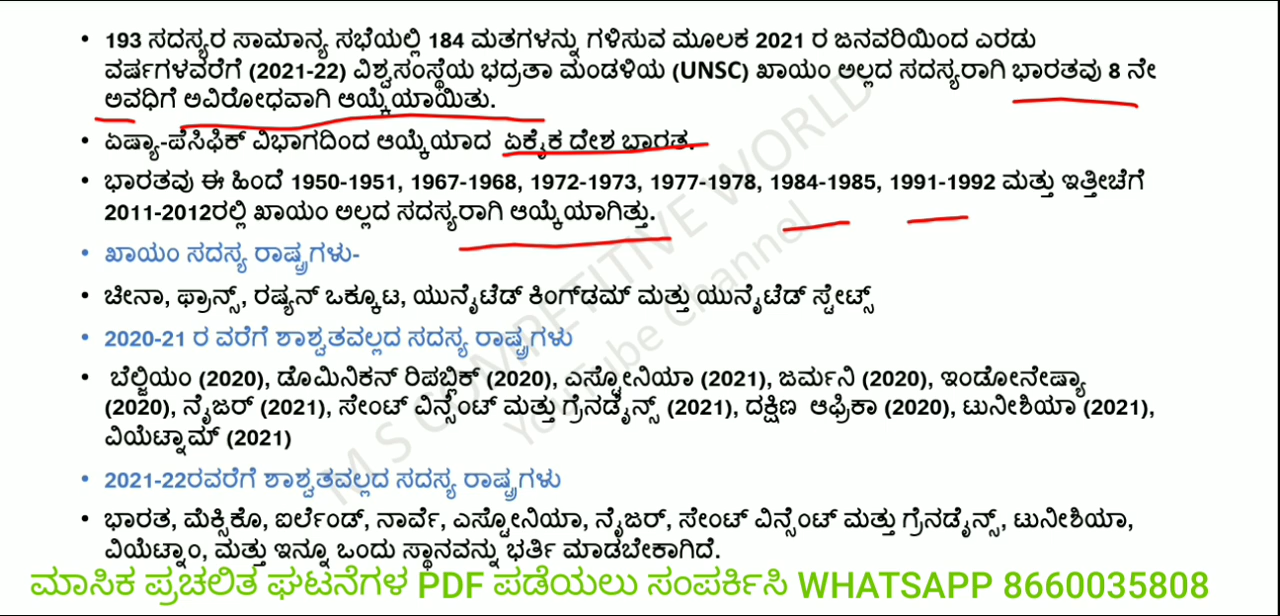 • 193 ಸದಸ್ಯರ ಸಾಮಾನ್ಯ ಸಭೆಯಲ್ಲಿ 184 ಮತಗಳನ್ನು ಗಳಿಸುವ ಮೂಲಕ 2021 ರ ಜನವರಿಯಿಂದ ಎರಡು
ವರ್ಷಗಳವರೆಗೆ (2021-22) ವಿಶ್ವಸಂಸ್ಥೆಯ ಭದ್ರತಾ ಮಂಡಳಿಯ (UNSC) ಖಾಯಂ ಅಲ್ಲದ ಸದಸ್ಯರಾಗಿ ಭಾರತವು 8 ನೇ
ಅವಧಿಗೆ ಅವಿರೋಧವಾಗಿ ಆಯ್ಕೆಯಾಯಿತು.
• ಏಷ್ಯಾ-ಪೆಸಿಫಿಕ್ ವಿಭಾಗದಿಂದ ಆಯ್ಕೆಯಾದ ಏಕೈಕ ದೇಶ ಭಾರತ.
• ಭಾರತವು ಈ ಹಿಂದೆ 1950-1951, 1967-1968, 1972-1973, 1977-1978, 1984-1985, 1991-1992 ಮತ್ತು ಇತ್ತೀಚೆಗೆ
2011-2012ರಲ್ಲಿ ಖಾಯಂ ಅಲ್ಲದ ಸದಸ್ಯರಾಗಿ ಆಯ್ಕೆಯಾಗಿತ್ತು.
• ಖಾಯಂ ಸದಸ್ಯ ರಾಷ್ಟ್ರಗಳು-
• ಚೀನಾ, ಫ್ರಾನ್ಸ್, ರಷ್ಯನ್ ಒಕ್ಕೂಟ, ಯುನೈಟೆಡ್ ಕಿಂಗ್‌ಡಮ್ ಮತ್ತು ಯುನೈಟೆಡ್ ಸ್ಟೇಟ್ಸ್
• 2020-21 ರ ವರೆಗೆ ಶಾಶ್ವತವಲ್ಲದ ಸದಸ್ಯ ರಾಷ್ಟ್ರಗಳು
• ಬೆಲ್ಜಿಯಂ (2020), ಡೊಮಿನಿಕನ್ ರಿಪಬ್ಲಿಕ್ (2020), ಎಸ್ಟೋನಿಯಾ (2021), ಜರ್ಮನಿ (2020), ಇಂಡೋನೇಷ್ಯಾ
(2020), ನೈಜರ್ (2021), ಸೇಂಟ್ ವಿನ್ಸೆಂಟ್ ಮತ್ತು ಗ್ರೆನಡೈನ್ಸ್ (2021), ದಕ್ಷಿಣ ಆಫ್ರಿಕಾ (2020), ಟುನೀಶಿಯಾ (2021),
ವಿಯೆಟ್ನಾಮ್ (2021)
• 2021-22ರವರೆಗೆ ಶಾಶ್ವತವಲ್ಲದ ಸದಸ್ಯ ರಾಷ್ಟ್ರಗಳು
• ಭಾರತ, ಮೆಕ್ಸಿಕೊ, ಐರ್ಲೆಂಡ್, ನಾರ್ವೆ, ಎಸ್ಟೋನಿಯಾ, ನೈಜರ್, ಸೇಂಟ್ ವಿನ್ಸೆಂಟ್ ಮತ್ತು ಗ್ರೆನಡೈನ್ಸ್, ಟುನೀಶಿಯಾ,
ವಿಯೆಟ್ನಾಂ, ಮತ್ತು ಇನ್ನೂ ಒಂದು ಸ್ಥಾನವನ್ನು ಭರ್ತಿ ಮಾಡಬೇಕಾಗಿದೆ.
ಮಾಸಿಕ ಪ್ರಚಲಿತ ಘಟನೆಗಳ PDF ಪಡೆಯಲು ಸಂಪರ್ಕಿಸಿ WHATSAPP 8660035808
M S COMPETITIVE WORLD
YouTube Channel